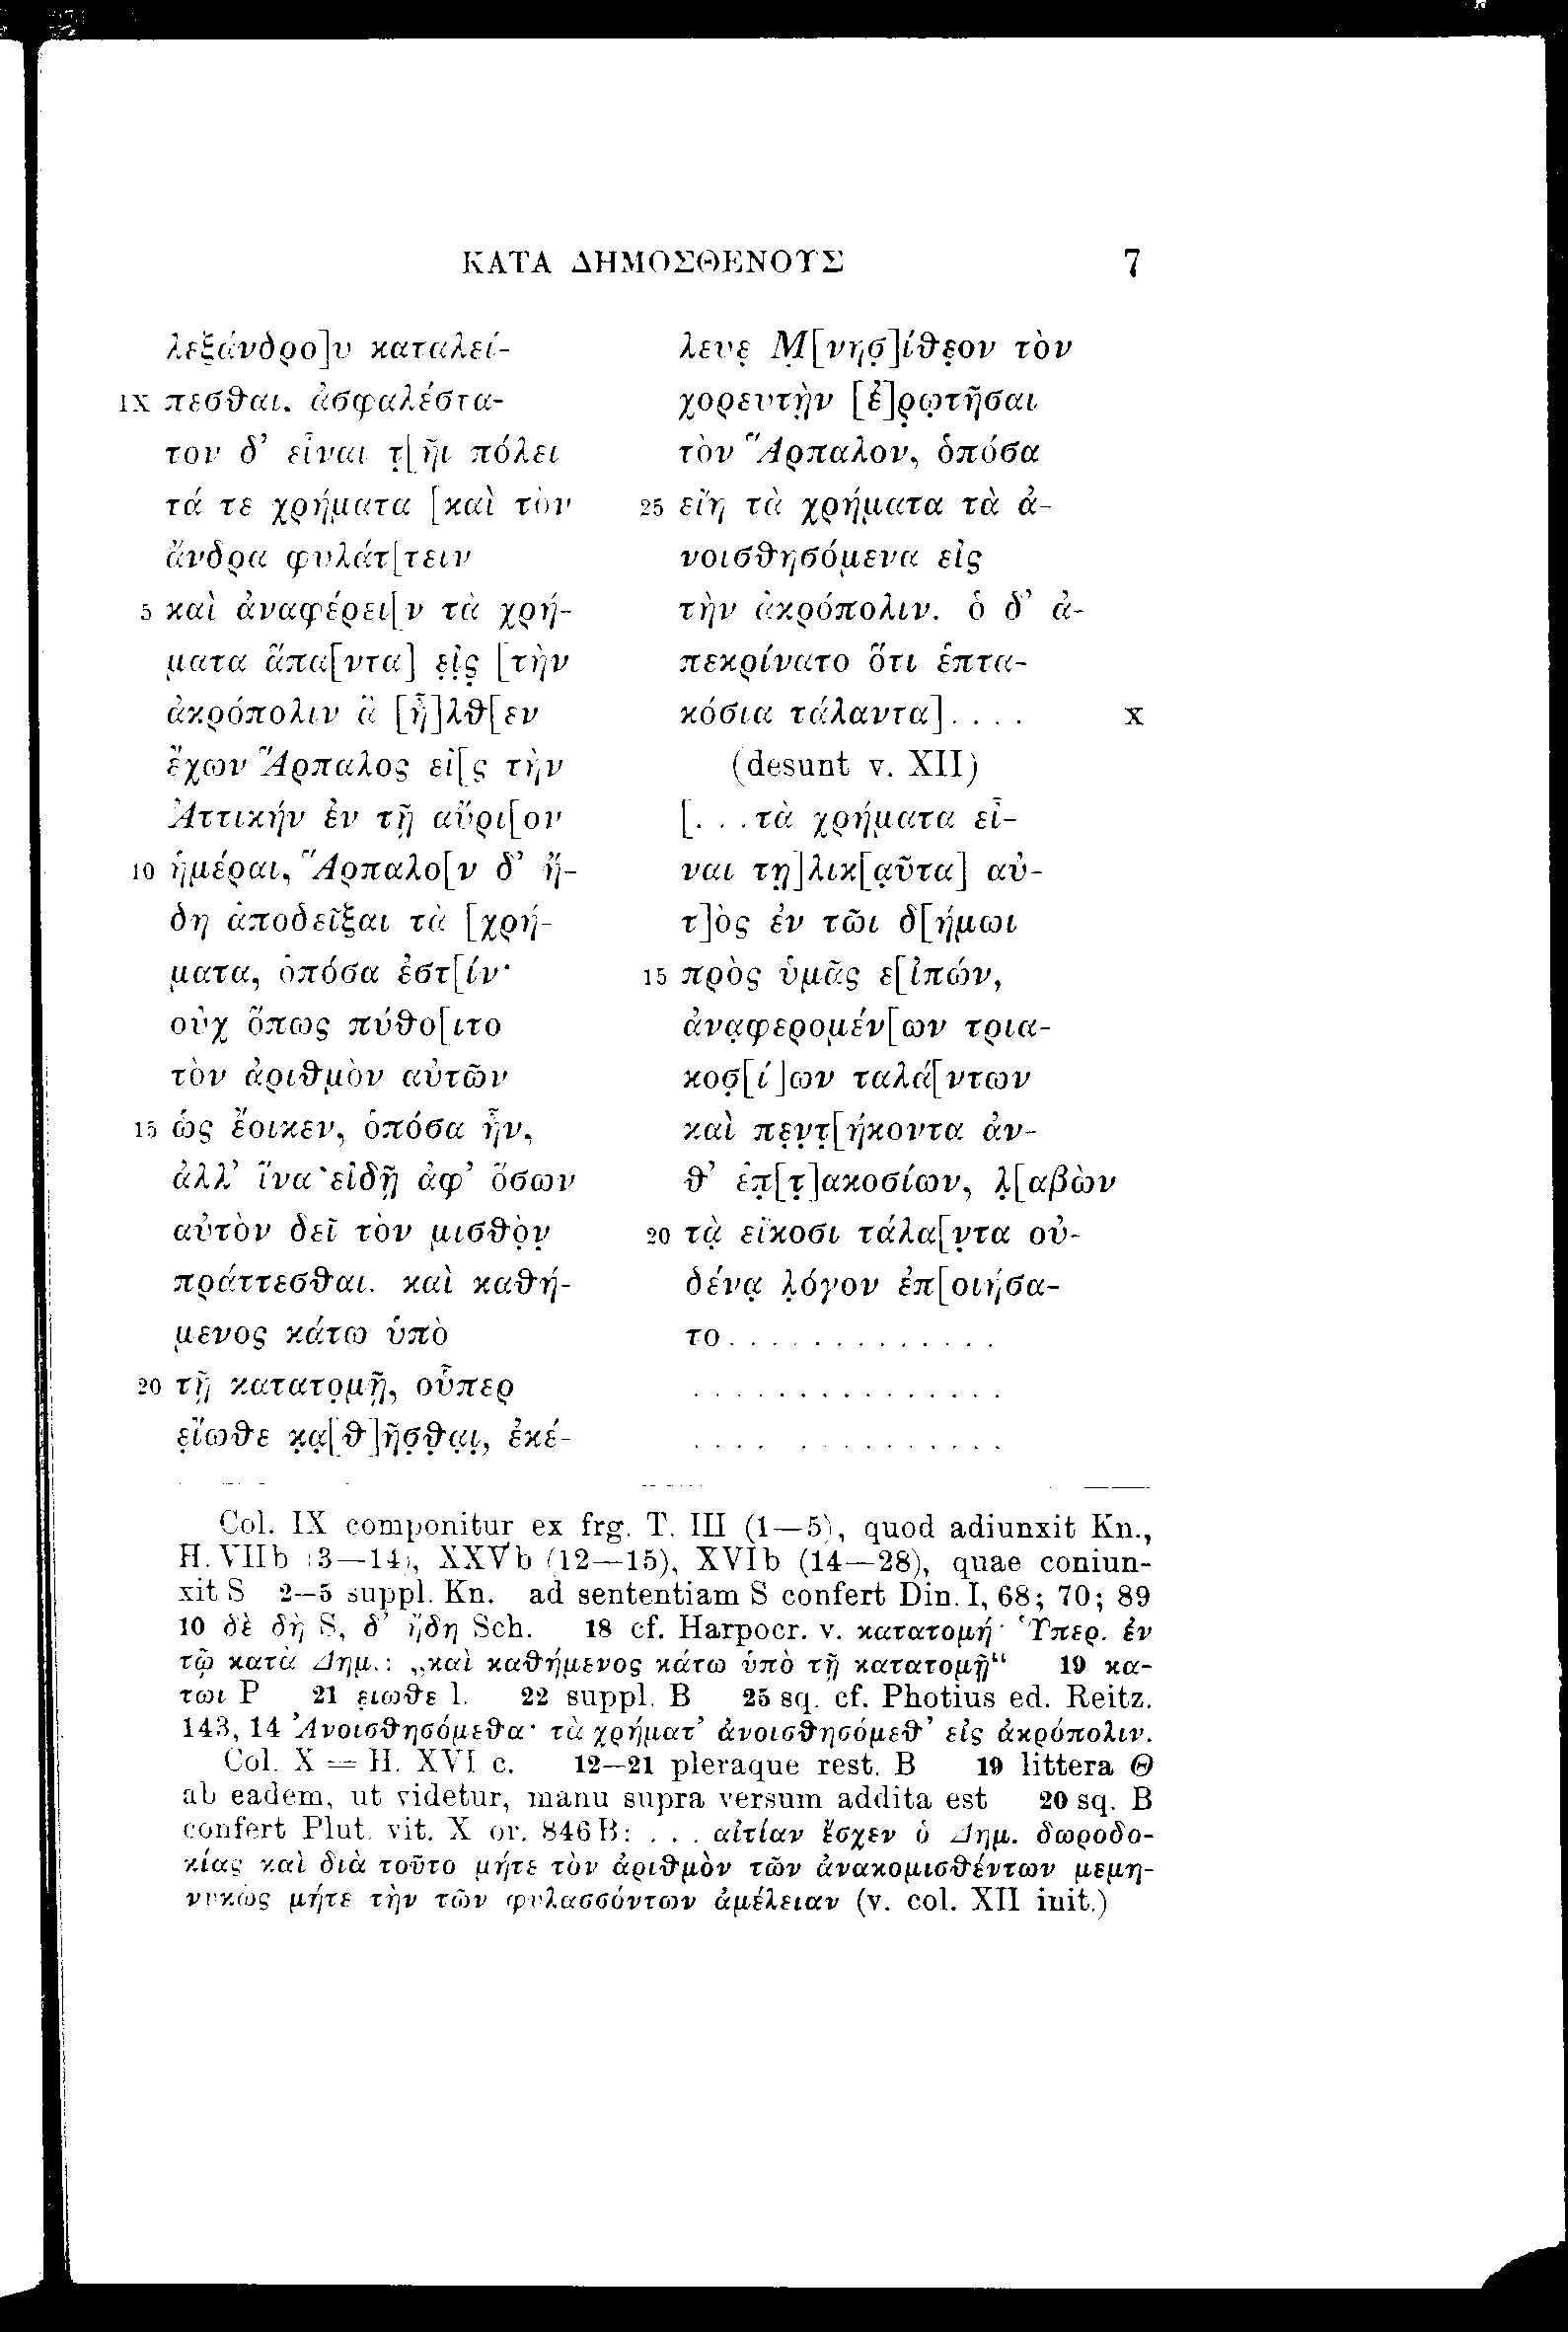 ΚΑΤΑ ΔΗΜΟΣΘΕΝΟΥΣ 7
λεξάνδρο]υ καταλεί-
IX πεσθαι. ἀσφαλέστα-
τον δ’ εἶναι τ̣[ῆι πόλει
τά τε χρήματα [καὶ τὸν
ἄνδρα φυλάτ[τειν
5 καὶ ἀναφέρει[ν τὰ χρή-
ματα ἅπα[ντα] ε̣ἰ̣ς̣ [τὴν
ἀκρόπολιν ἃ [ἦ]λθ[εν
ἔχων Ἅρπαλος εἰ[ς τὴν
Ἀττικήν ἐν τῇ αὔρι[ον
10 ἡμέραι, Ἅρπαλο[ν δ’ ἤ-
δη ἀποδεῖξαι τὰ [χρή-
ματα, ὁπόσα ἐστ[ίν·
οὐχ ὅπως πύθο[ιτο
τὸν ἀριθμὸν αὐτῶν
15 ὡς ἔοικεν, ὁπόσα ἦν,
ἀλλ’ ἵνα εἰδῇ ἀφ’ ὅσων
αὐτὸν δεῖ τὸν μισθὸ̣ν̣
πράττεσθαι. καὶ καθή-
μενος κάτω ὑπὸ
20 τῇ κατατο̣μῇ, οὗπερ
ε̣ἴωθε κ̣α̣[θ]ῆσ̣θ̣α̣ι̣, ἐκέ-
λευε̣ Μ̣[νησ̣]ίθε̣ον τὸν
χορευτὴν [ἐ]ρ̣ω̣τῆσαι
τὸν Ἅρπαλον, ὁπόσα
25 εἴη τὰ χρήματα τὰ ἀ-
νοισθησόμενα εἰς
τὴν ἀκρόπολιν. ὁ δ’ ἀ-
πεκρίνατο ὅτι ἑπτα-
κόσια τάλαντα]. . . . X
(desunt v. XII)
[. . .τὰ χρήματα εἶ-
ναι τη̣]λικ[α̣ῦτα] αὐ-
τ]ὸς ἐν τῶι δ[ήμωι
15 πρὸς ὑμᾶς ε[ἰπών,
ἀνα̣φερομέν[ων τρια-
κοσ̣[ί]ων ταλά[ντων
καὶ πε̣ν̣τ̣[ήκοντα ἀν-
θ’ ἑπ̣[τ̣]ακοσίων, λ̣[αβὼν
20 τὰ̣ εἴκοσι τάλα[ν̣τα οὐ-
δένα̣ λ̣όγον ἐπ[οιήσα-
το. . . . . . . . . . . . .
. . . . . . . . . . . . . . .
. . . . . . . . . . . . . .
Col. IX componitur ex frg. T. III (1—5), quod adiunxit Kn.,
H. VIIb (3—14), XXVb (12—15), XVIb (14—28), quae coniun-
xit S 2—5 suppl. Kn. ad sententiam S confert Din. I, 68; 70; 89
10 δὲ δὴ S, δ’ ἤδη Sch. 18 cf. Harpocr. v. κατατομή· Ὑπερ. ἐν
τῷ κατὰ Δημ.: „καὶ καθήμενος κάτω ὑπὸ τῇ κατατομῇ“ 19 κα-
τωι P 21 ε̣ιωθε l. 22 suppl. B 25 sq. cf. Photius ed. Reitz.
143, 14 Ἀνοισθησόμεθα· τὰ χρήματ’ ἀνοισθησόμεθ’ εἰς ἀκρόπολιν.
Col. X = H. XVI c. 12—21 pleraque rest. B 19 littera Θ
ab eadem, ut videtur, manu supra versum addita est 20 sq. B
confert Plut. vit. X or. 846B: . . . αἰτίαν ἔσχεν ὁ Δημ. δωροδο-
κίας καὶ διὰ τοῦτο μήτε τὸν ἀριθμὸν τῶν ἀνακομισθέντων μεμη-
νυκὼς μήτε τὴν τῶν φυλασσόντων ἀμέλειαν (v. col. XII init.)